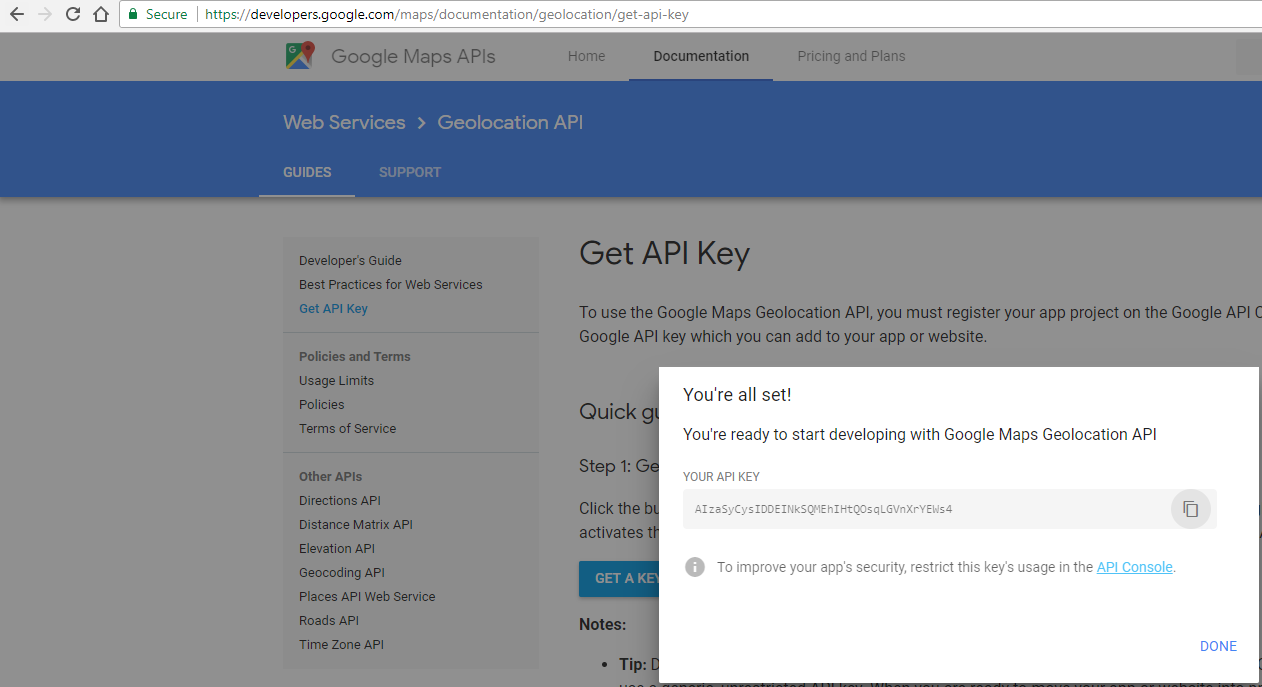 Secure https://developers.google.com/maps/documentation/geolocation/get-api-key
Google Maps APIs Home Documentation Pricing and Plans
Web Services > Geolocation API
GUIDES SUPPORT
Developer's Guide
Best Practices for Web Services
Get API Key
Policies and Terms
Usage Limits
Policies
Terms of Service
Other APIs
Directions API
Distance Matrix API
Elevation API
Geocoding API
Places API Web Service
Roads API
Time Zone API
Get API Key
To use the Google Maps Geolocation API, you must register your app project on the Google API
Google API key which you can add to your app or website.
Quick
Step 1:
Click the
activates
GET A KEY
Notes:
• Tip:
You're all set!
You're ready to start developing with Google Maps Geolocation API
YOUR API KEY
AIzaSyCysIDDEINkSQMEhIHtQOsqLGVnXrYEWs4
To improve your app's security, restrict this key's usage in the API Console.
DONE